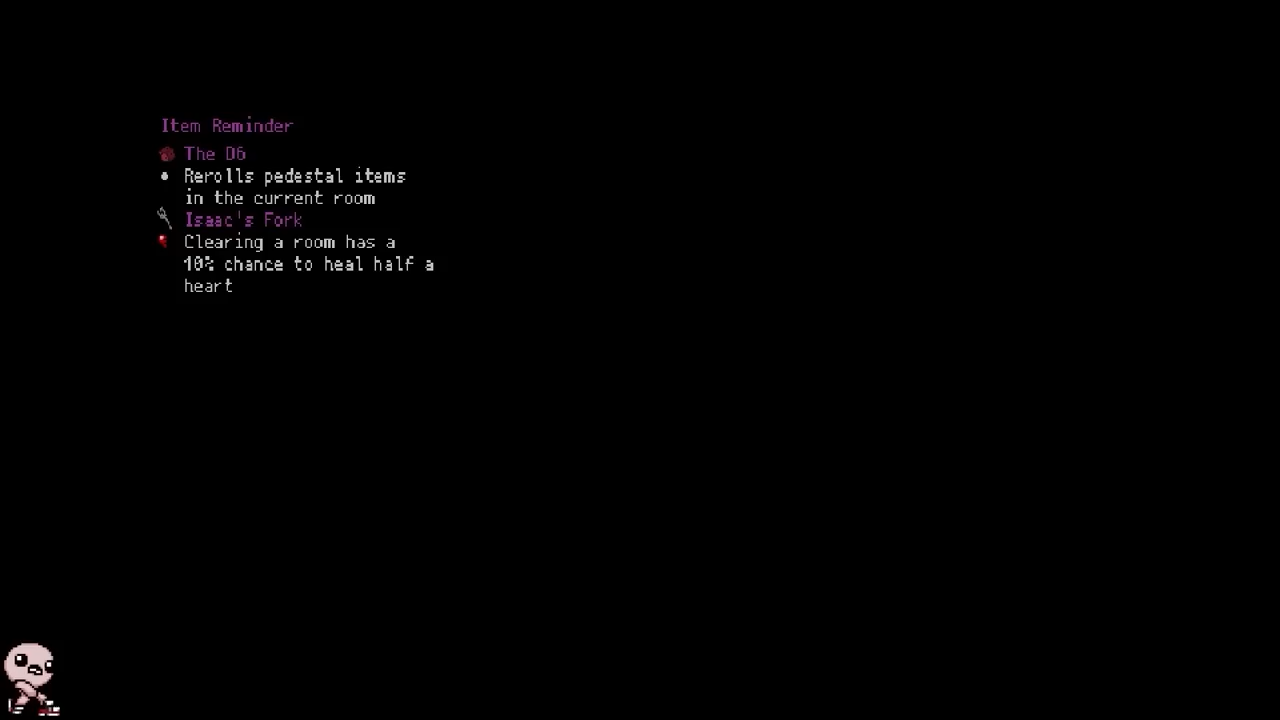 Item Reminder
The D6
• Rerolls pedestal items
in the current room
Isaac's Fork
Clearing a room has a
10% chance to heal half a
heart